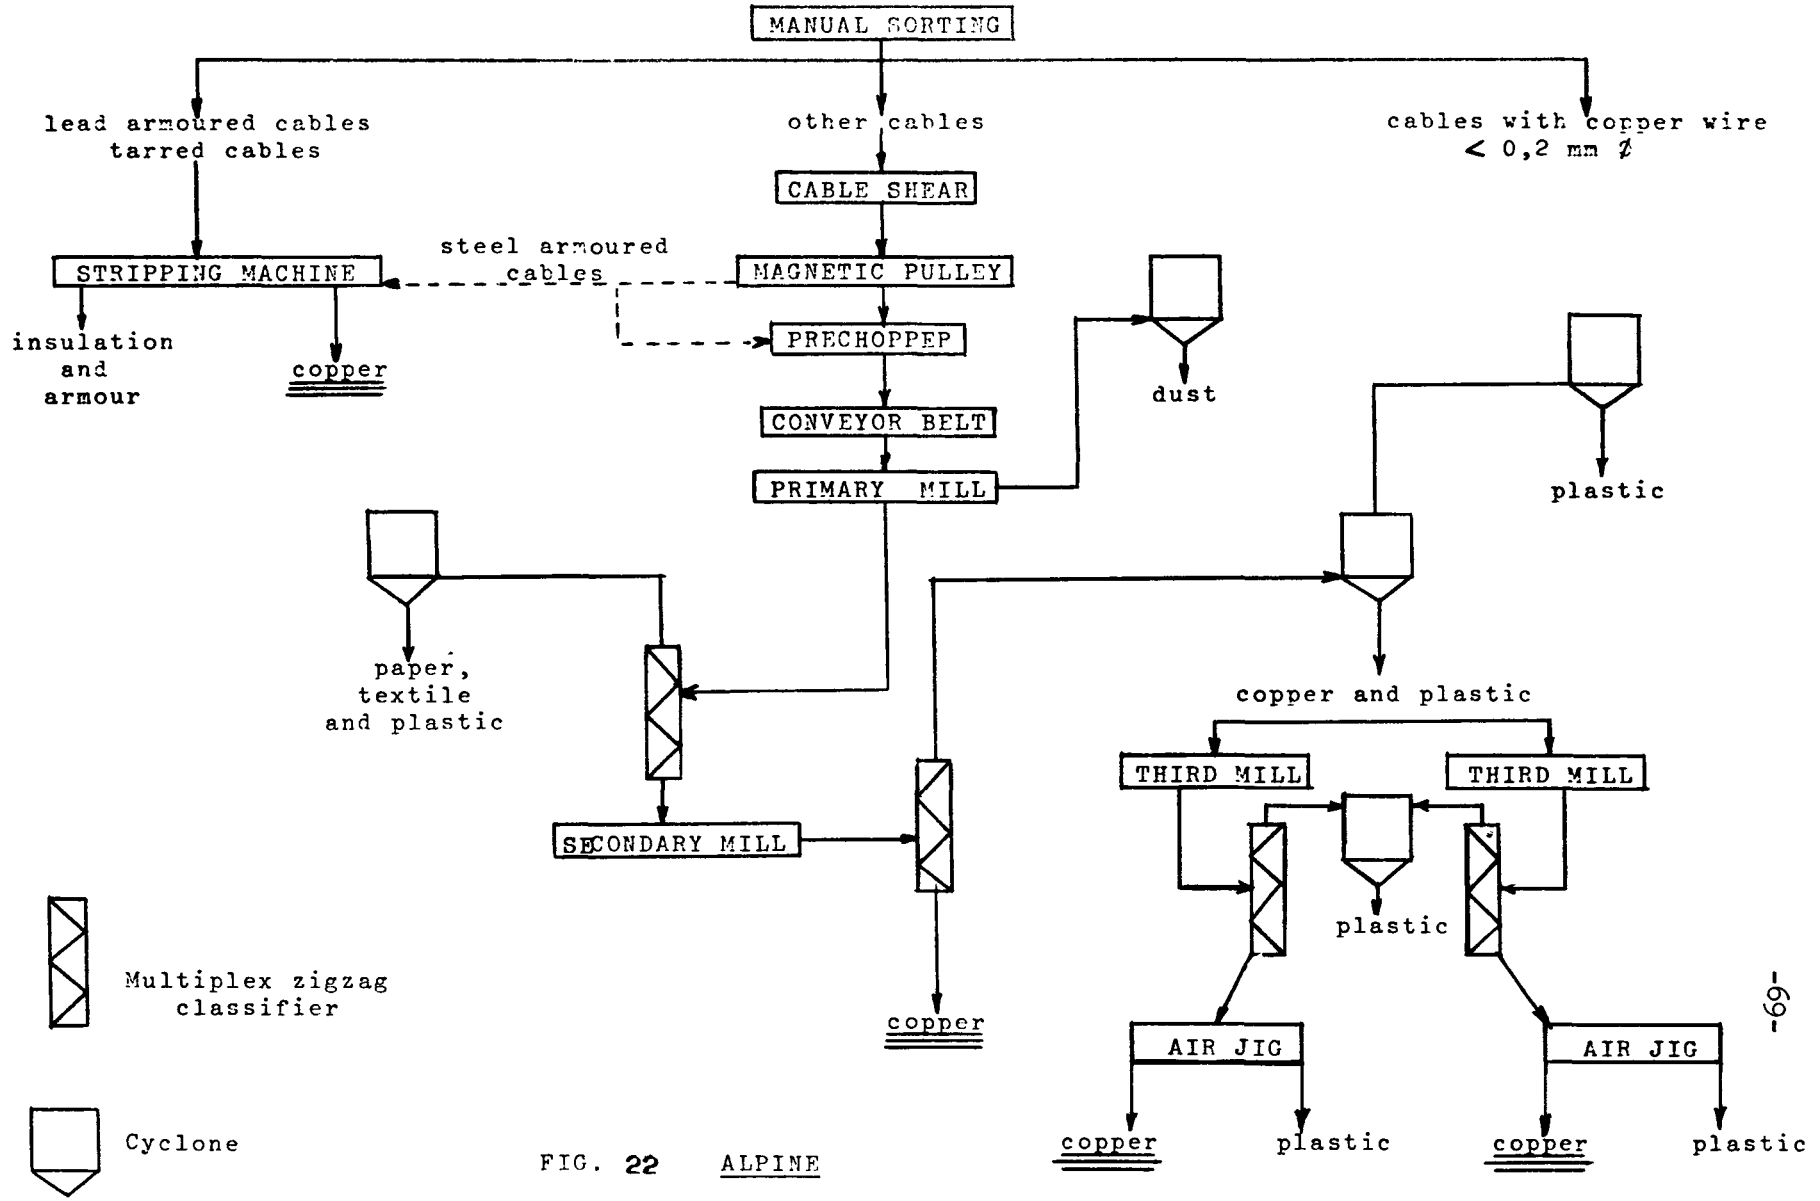 MANUAL SORTING
lead armoured cables
tarred cables
other cables
cables with copper wire
< 0,2 mm Ø
CABLE SHEAR
steel armoured
cables
STRIPPING MACHINE
MAGNETIC PULLEY
insulation
and
armour
copper
PRECHOPPEP
dust
CONVEYOR BELT
PRIMARY MILL
plastic
paper,
textile
and plastic
copper and plastic
THIRD MILL
THIRD MILL
SECONDARY MILL
plastic
Multiplex zigzag
classifier
copper
-69-
AIR JIG
AIR JIG
Cyclone
copper
plastic
copper
plastic
FIG. 22 ALPINE